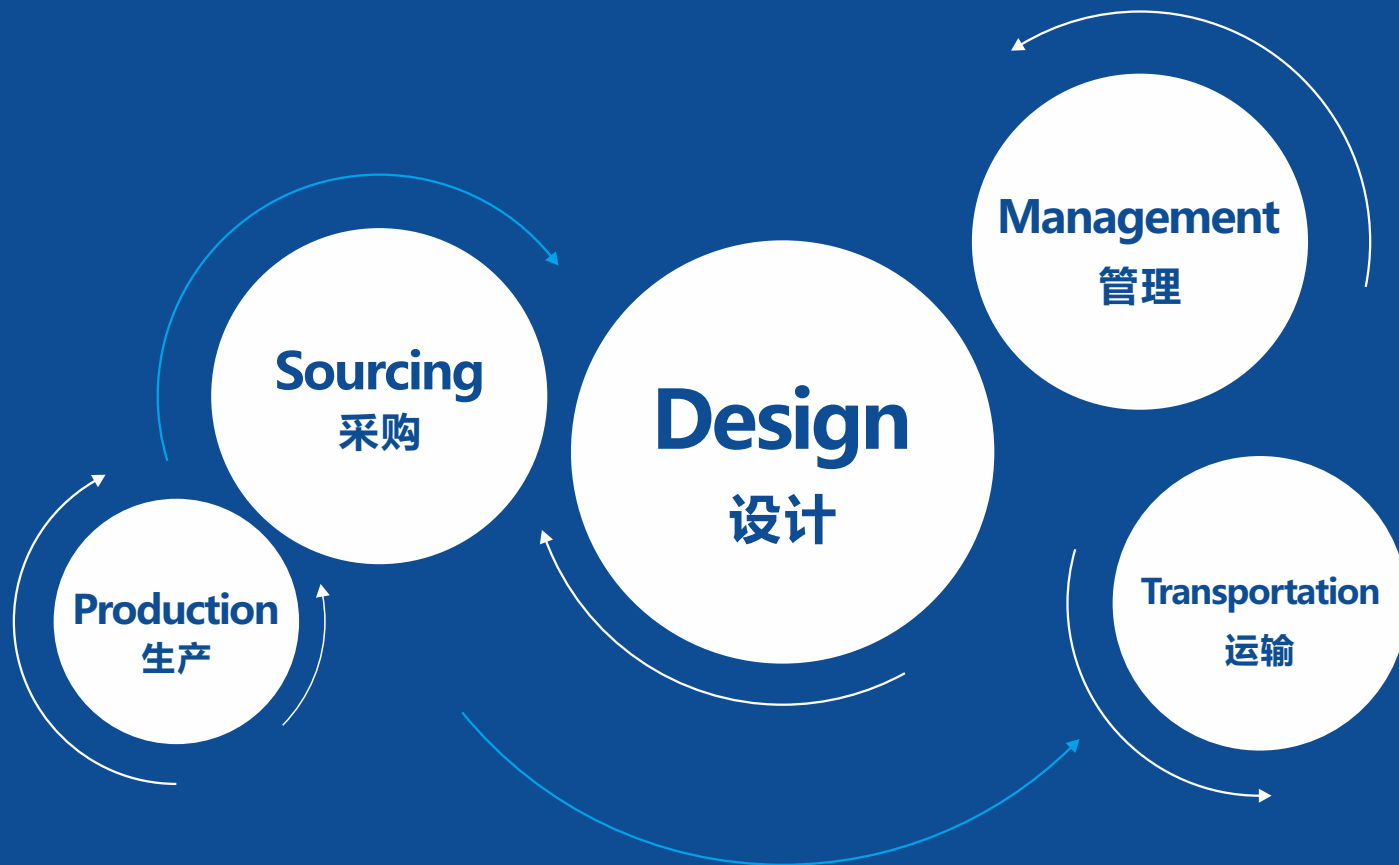 Management
管理
Sourcing
采购
Design
设计
Production
生产
Transportation
运输